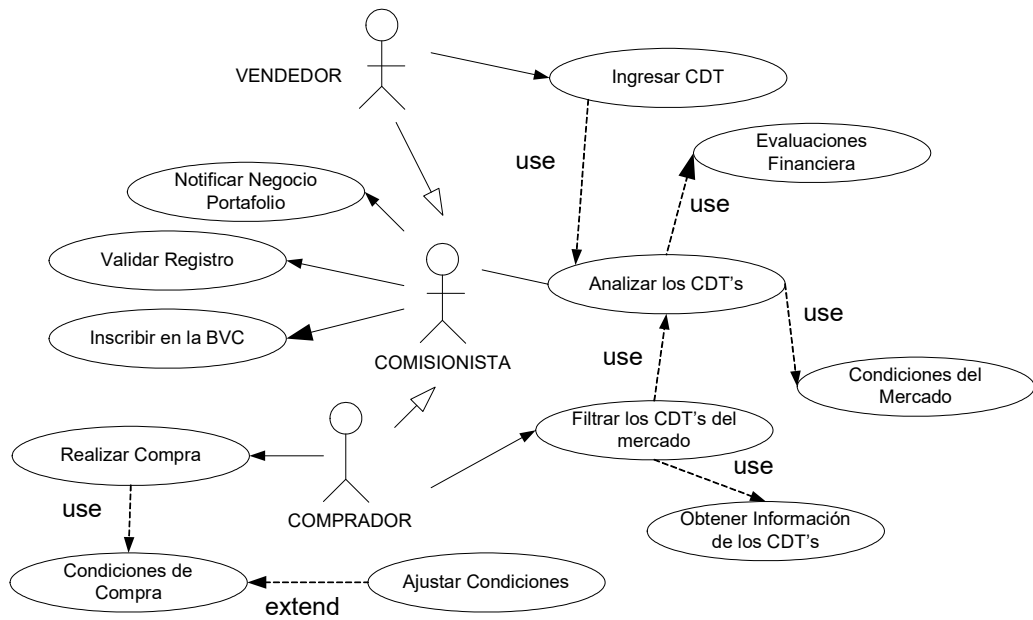 VENDEDOR
Ingresar CDT
use
Evaluaciones
Financiera
use
Notificar Negocio
Portafolio
Validar Registro
Analizar los CDT's
use
Inscribir en la BVC
COMISIONISTA
use
Condiciones del
Mercado
Filtrar los CDT's del
mercado
Realizar Compra
use
use
COMPRADOR
Obtener Información
de los CDT's
Condiciones de
Compra
Ajustar Condiciones
extend